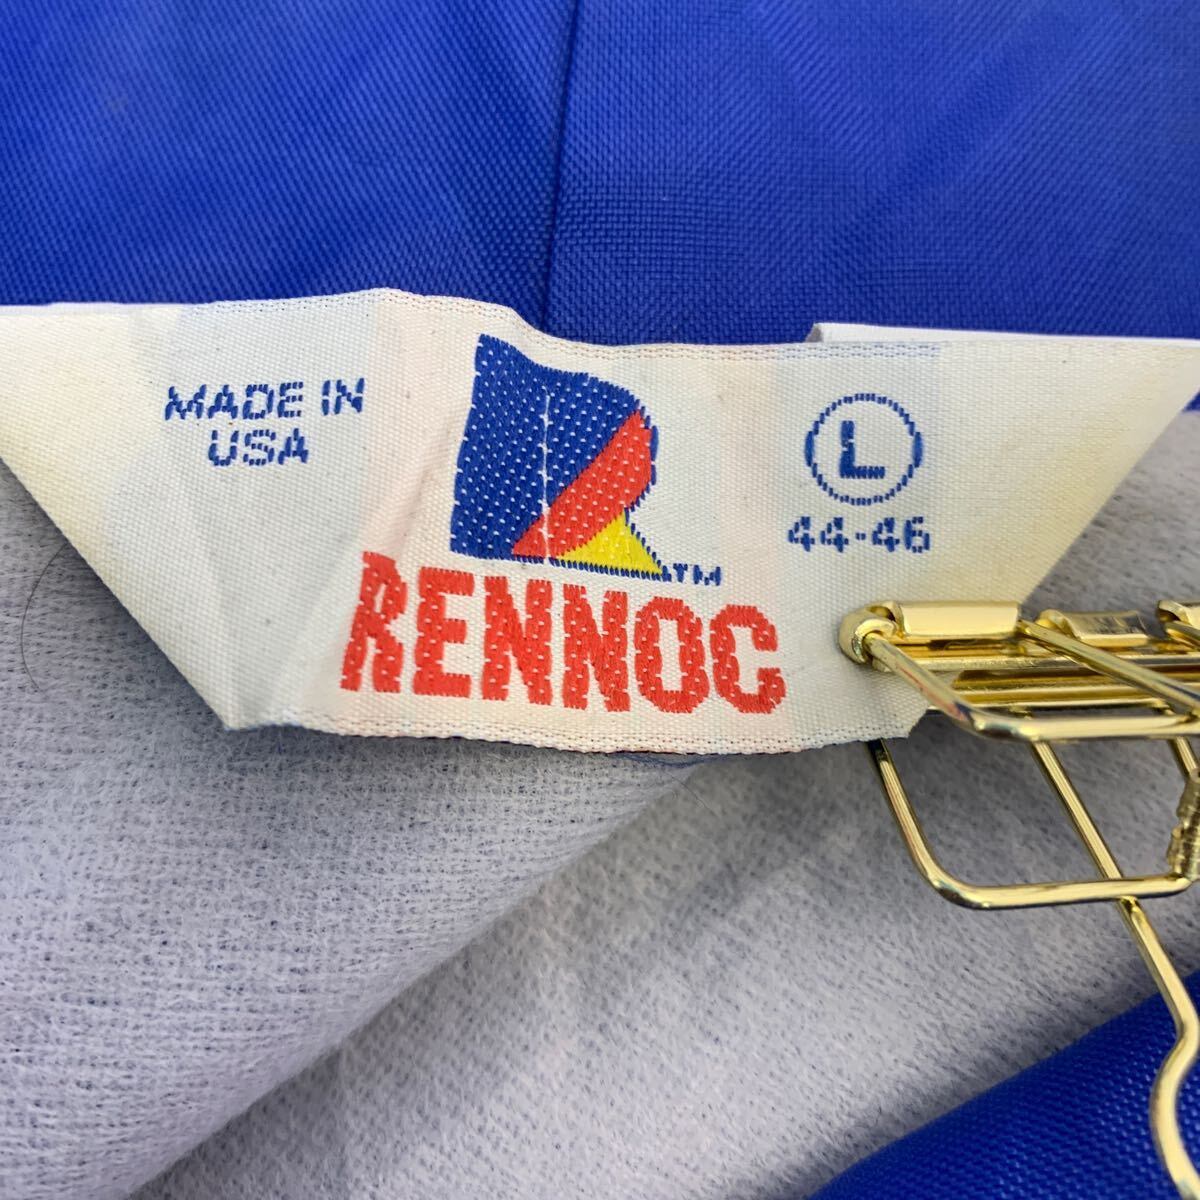 MADE IN
USA
R TM
RENNOC
L
44-46